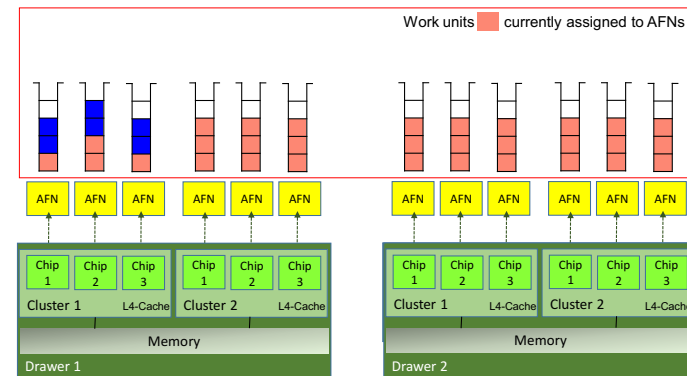 Work units currently assigned to AFNs
AFN AFN AFN AFN AFN AFN AFN AFN AFN AFN AFN AFN
Chip Chip Chip Chip Chip Chip Chip Chip Chip Chip Chip Chip
1 2 3 1 2 3 1 2 3 1 2 3
Cluster 1 L4-Cache Cluster 2 L4-Cache Cluster 1 L4-Cache Cluster 2 L4-Cache
Memory Memory
Drawer 1 Drawer 2